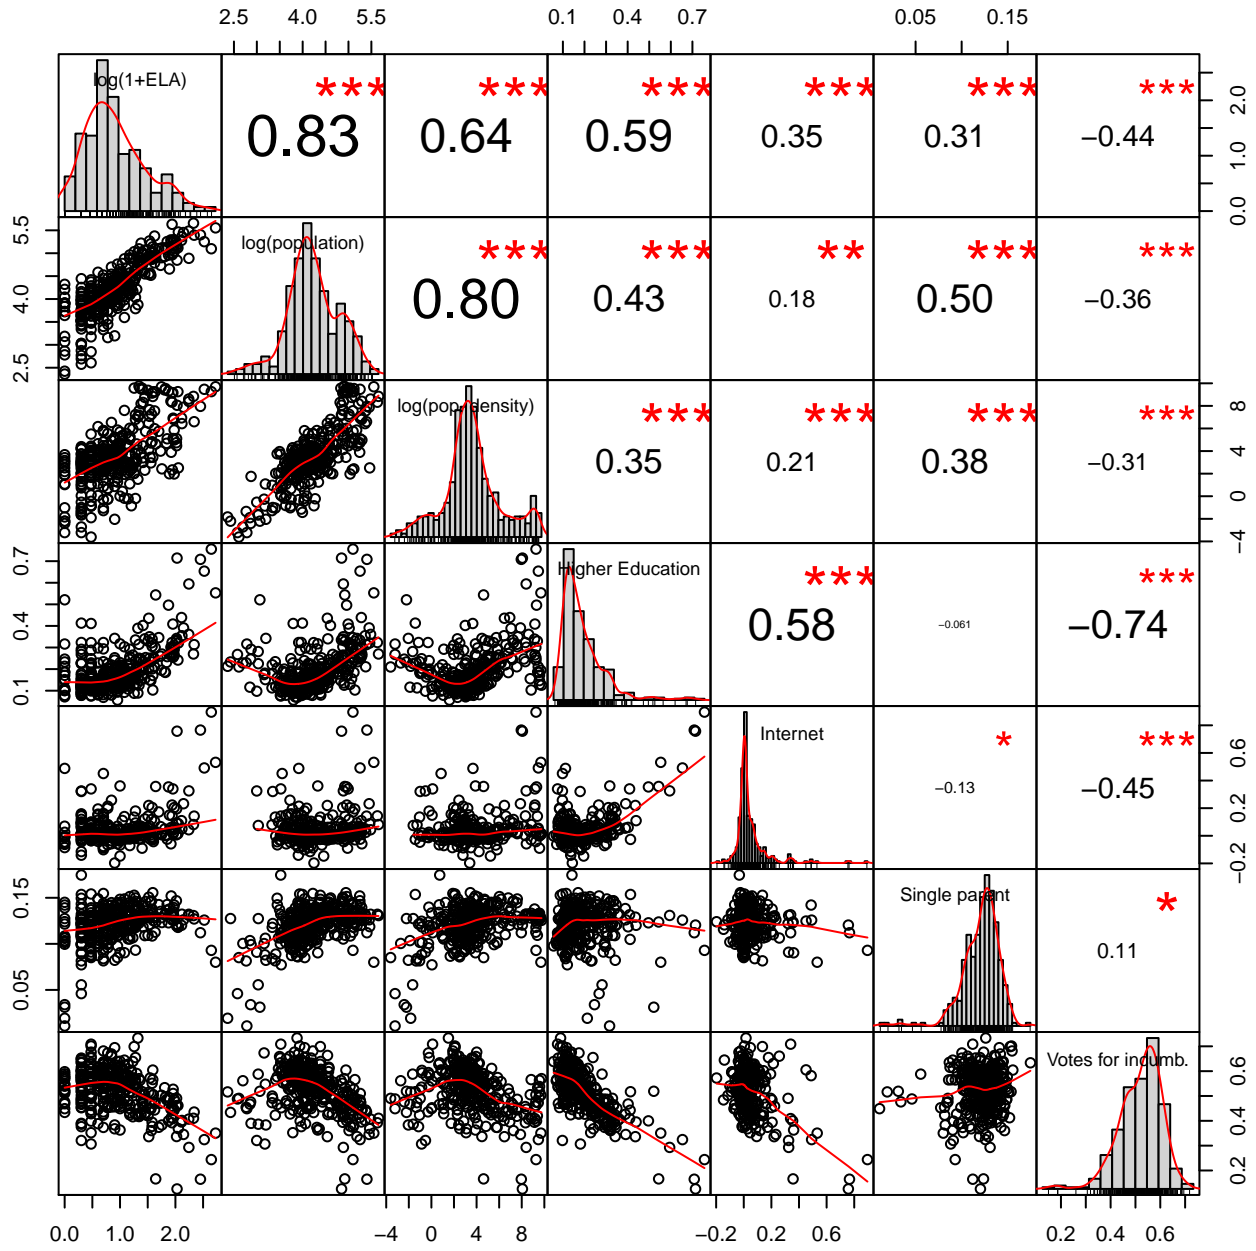 2.5 4.0 5.5 0.1 0.4 0.7 0.05 0.15
log(1+ELA) *** *** *** *** *** ***
0.83 0.64 0.59 0.35 0.31 −0.44
0.0 1.0 2.0
log(population) *** *** ** *** ***
0.80 0.43 0.18 0.50 −0.36
2.5 4.0 5.5
log(pop. density) *** *** *** ***
0.35 0.21 0.38 −0.31
−4 0 4 8
Higher Education *** ***
0.58 −0.061 −0.74
0.1 0.4 0.7
Internet * ***
−0.13 −0.45
−0.2 0.2 0.6
Single parent *
0.11
0.05 0.15
Votes for incumb.
0.2 0.4 0.6
0.0 1.0 2.0 −4 0 4 8 −0.2 0.2 0.6 0.2 0.4 0.6